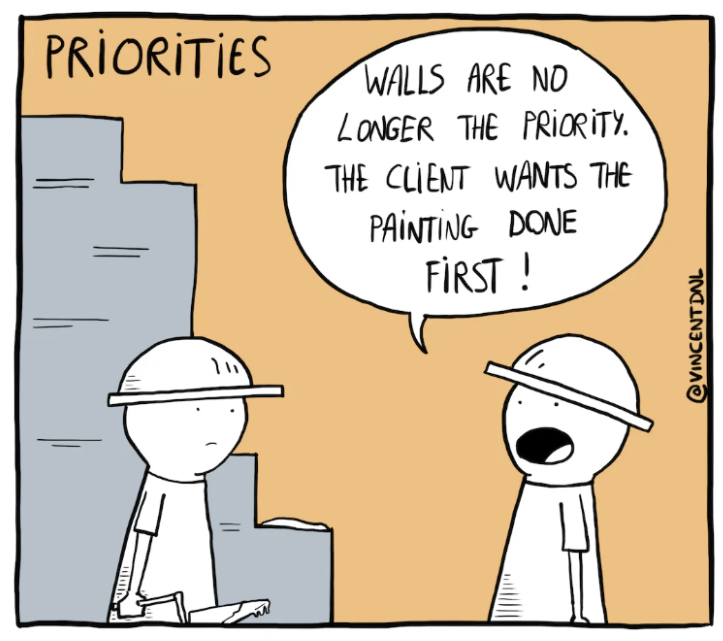 PRIORITIES
WALLS ARE NO
LONGER THE PRIORITY.
THE CLIENT WANTS THE
PAINTING DONE
FIRST !
@VINCENTDNL